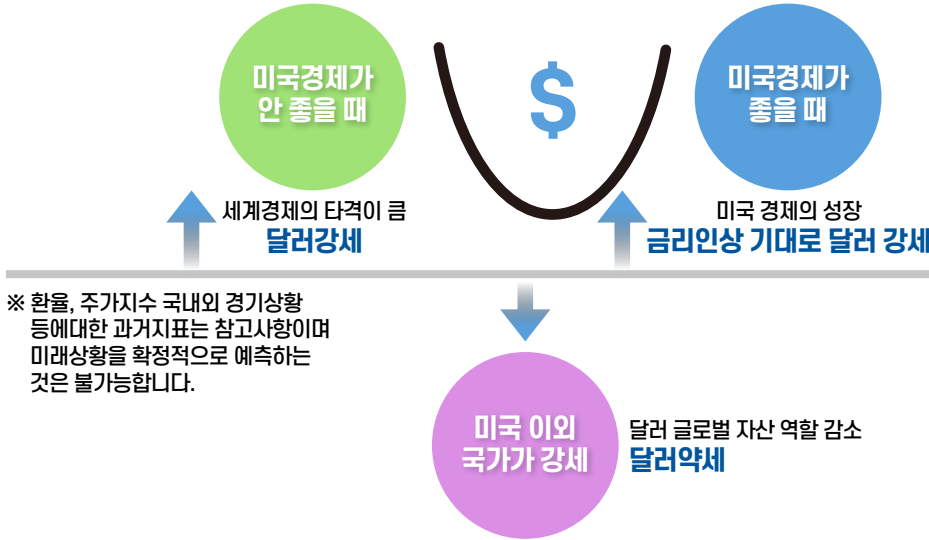 미국경제가
안 좋을 때
$
미국경제가
좋을 때
세계경제의 타격이 큼
달러강세
미국 경제의 성장
금리인상 기대로 달러 강세
※ 환율, 주가지수 국내외 경기상황
등에대한 과거지표는 참고사항이며
미래상황을 확정적으로 예측하는
것은 불가능합니다.
미국 이외
국가가 강세
달러 글로벌 자산 역할 감소
달러약세